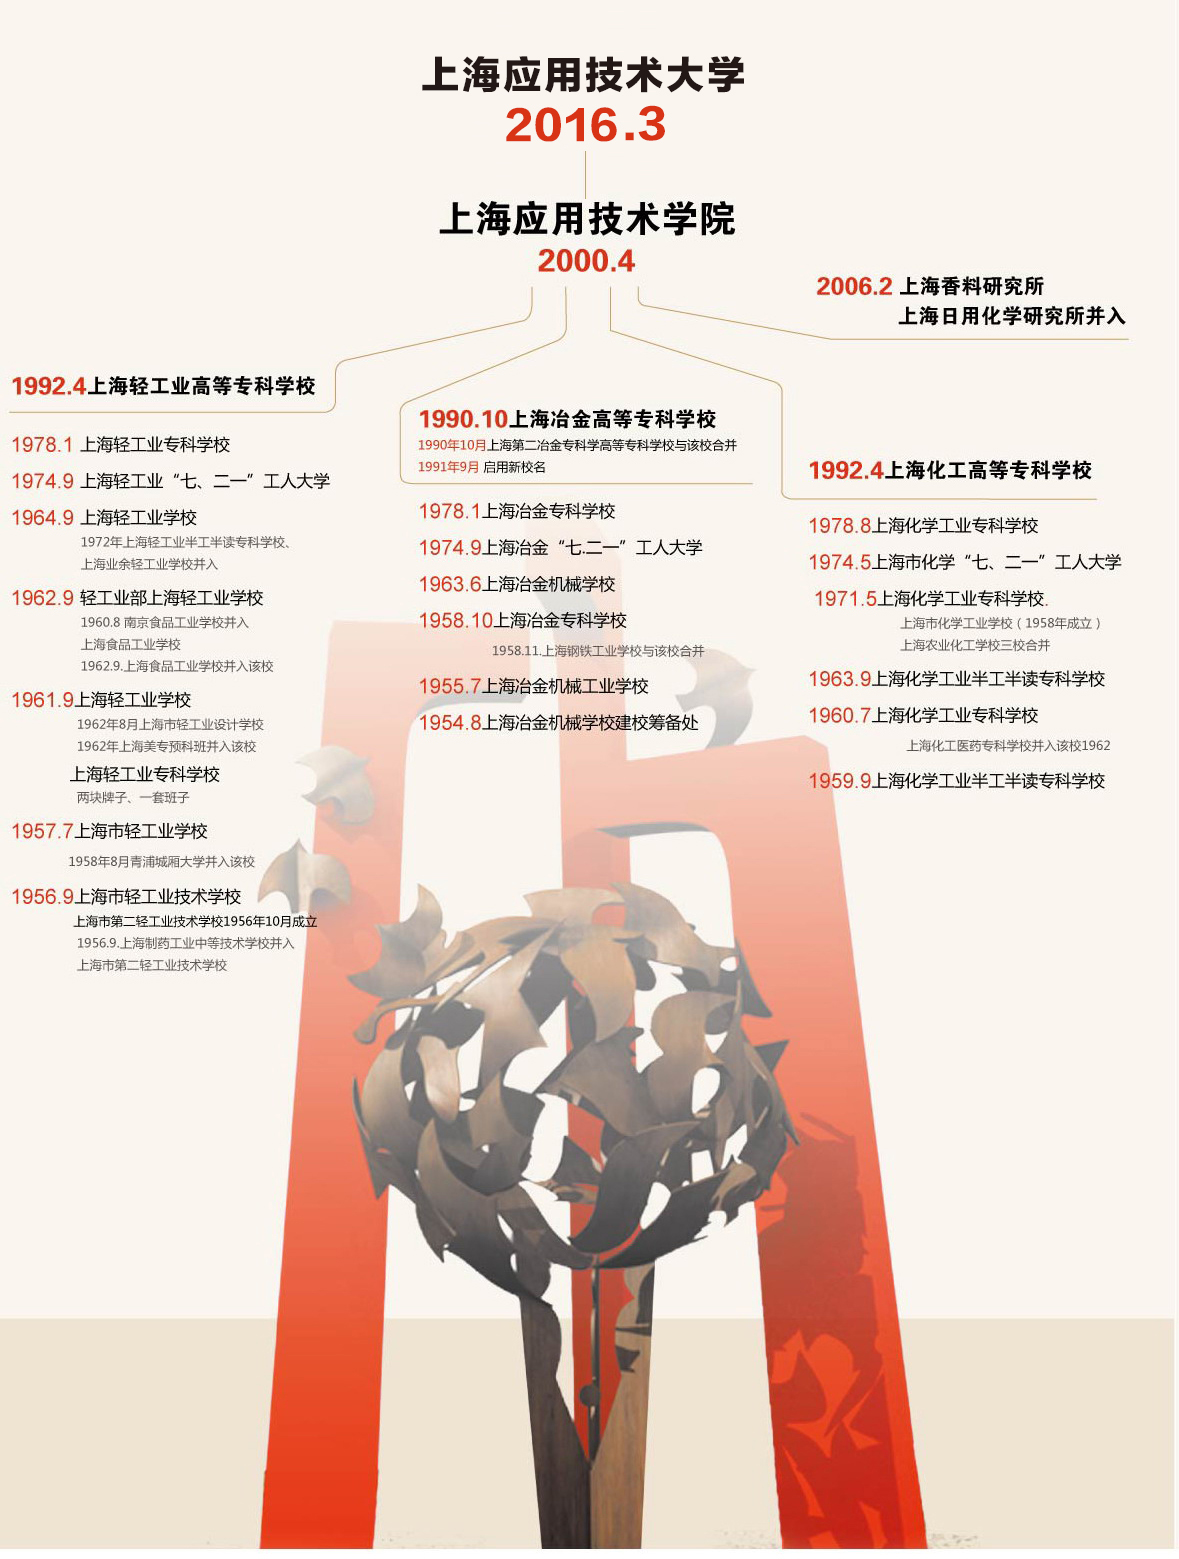 上海应用技术大学
2016.3
上海应用技术学院
2000.4
2006.2 上海香料研究所
上海日用化学研究所并入
1992.4上海轻工业高等专科学校
1978.1 上海轻工业专科学校
1974.9 上海轻工业“七、二一”工人大学
1964.9 上海轻工业学校
1972年上海轻工业半工半读专科学校、
上海业余轻工业学校并入
1962.9 轻工业部上海轻工业学校
1960.8 南京食品工业学校并入
上海食品工业学校
1962.9.上海食品工业学校并入该校
1961.9上海轻工业学校
1962年8月上海市轻工业设计学校
1962年上海美专预科班并入该校
上海轻工业专科学校
两块牌子、一套班子
1957.7上海市轻工业学校
1958年8月青浦城厢大学并入该校
1956.9上海市轻工业技术学校
上海市第二轻工业技术学校1956年10月成立
1956.9.上海制药工业中等技术学校并入
上海市第二轻工业技术学校
1990.10上海冶金高等专科学校
1990年10月上海第二冶金专科学高等专科学校与该校合并
1991年9月 启用新校名
1978.1上海冶金专科学校
1974.9上海冶金“七.二一”工人大学
1963.6上海冶金机械学校
1958.10上海冶金专科学校
1958.11.上海钢铁工业学校与该校合并
1955.7上海冶金机械工业学校
1954.8上海冶金机械学校建校筹备处
1992.4上海化工高等专科学校
1978.8上海化学工业专科学校
1974.5上海市化学“七、二一”工人大学
1971.5上海化学工业专科学校.
上海市化学工业学校（1958年成立）
上海农业化工学校三校合并
1963.9上海化学工业半工半读专科学校
1960.7上海化学工业专科学校
上海化工医药专科学校并入该校1962
1959.9上海化学工业半工半读专科学校